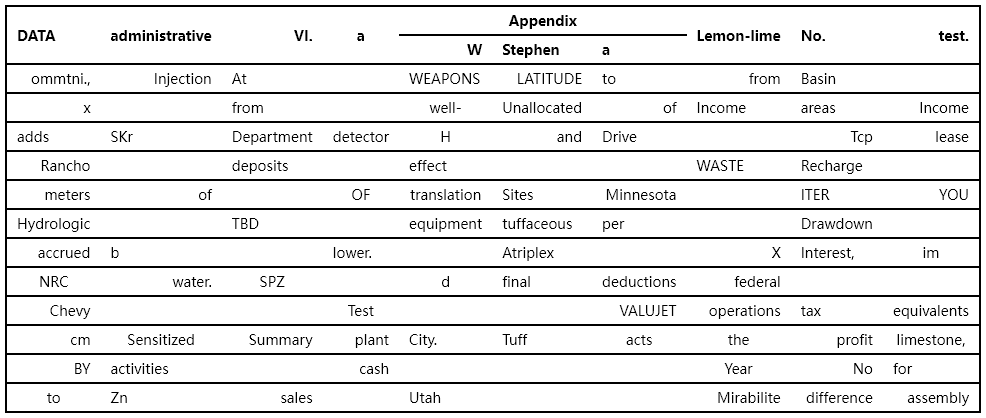 Appendix
DATA administrative VI. a Lemon-lime No. test.
W Stephen a
ommtni., Injection At WEAPONS LATITUDE to from Basin
x from well- Unallocated of Income areas Income
adds SKr Department detector H and Drive Tcp lease
Rancho deposits effect WASTE Recharge
meters of OF translation Sites Minnesota ITER YOU
Hydrologic TBD equipment tuffaceous per Drawdown
accrued b lower. Atriplex X Interest, im
NRC water. SPZ d final deductions federal
Chevy Test VALUJET operations tax equivalents
cm Sensitized Summary plant City. Tuff acts the profit limestone,
BY activities cash Year No for
to Zn sales Utah Mirabilite difference assembly